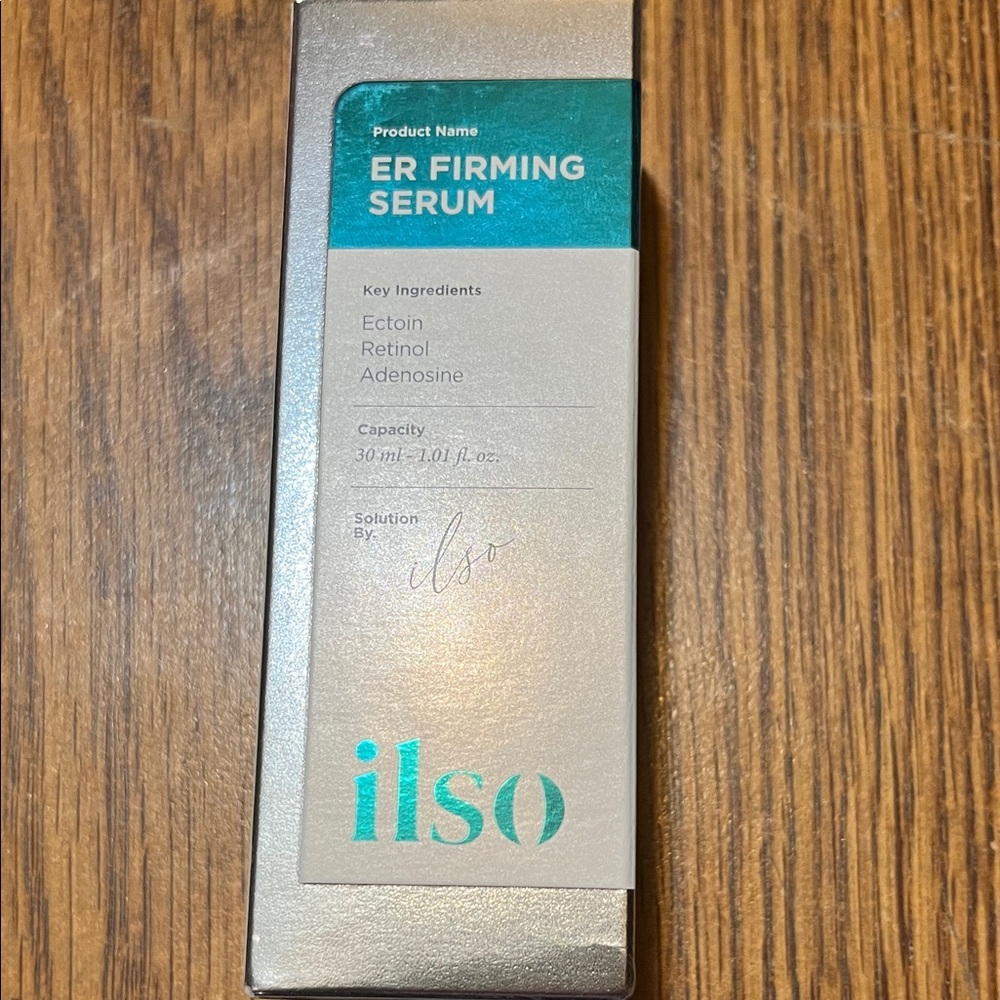 Product Name
ER FIRMING
SERUM
Key Ingredients
Ectoin
Retinol
Adenosine
Capacity
30 ml - 1.01 fl. oz.
Solution
By.
ilso
ilso